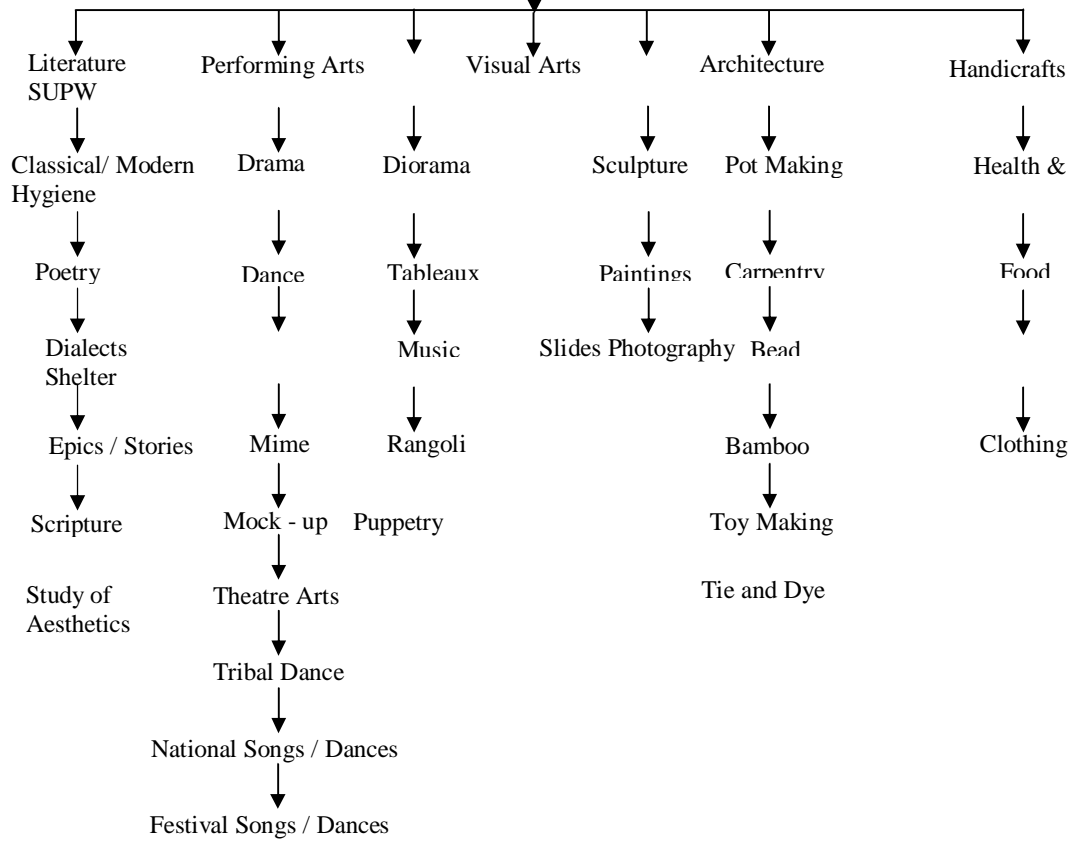 Literature Performing Arts Visual Arts Architecture Handicrafts
SUPW
Classical/ Modern Drama Diorama Sculpture Pot Making Health &
Hygiene
Poetry Dance Tableaux Paintings Carpentry Food
Dialects Music Slides Photography Bead
Shelter
Epics / Stories Mime Rangoli Bamboo Clothing
Scripture Mock - up Puppetry Toy Making
Study of Theatre Arts Tie and Dye
Aesthetics
Tribal Dance
National Songs / Dances
Festival Songs / Dances